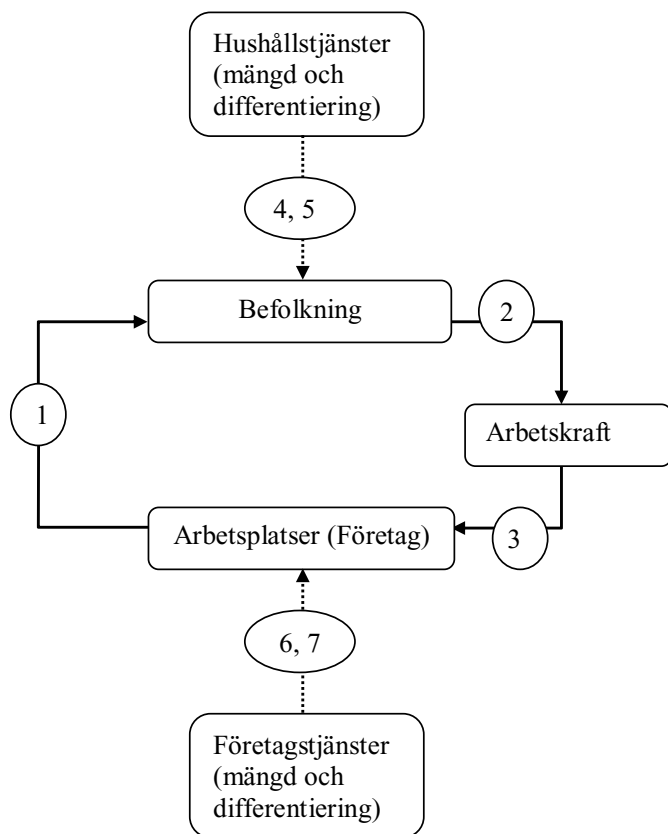 Hushållstjänster
(mängd och
differentiering)
4, 5
Befolkning
2
1
Arbetskraft
Arbetsplatser (Företag)
3
6, 7
Företagstjänster
(mängd och
differentiering)